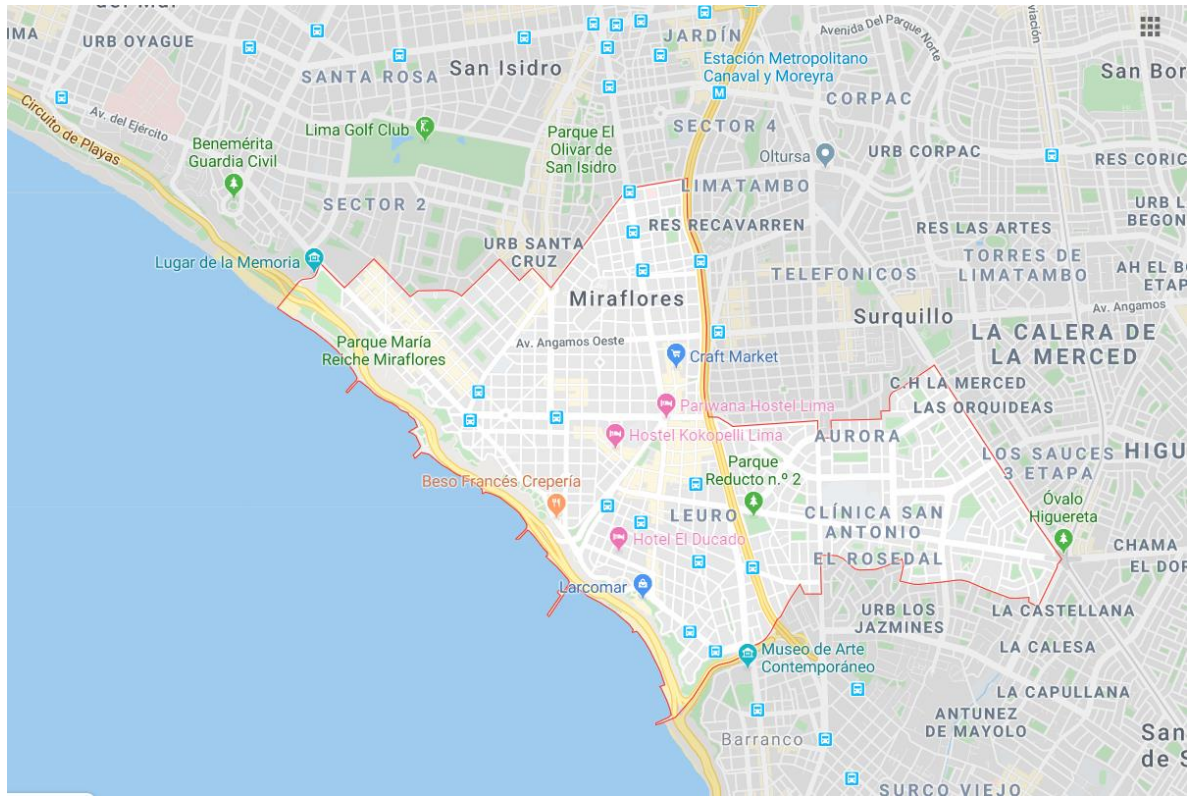 del Mar
IMA
URB OYAGUE
SANTA ROSA
San Isidro
JARDÍN
Avenida Del Parque Norte
Estación Metropolitano
Canaval y Moreyra
M
San Bor
Circuito de Playas
Av. del Ejército
Benemérita
Guardia Civil
Lima Golf Club
Parque El
Olivar de
San Isidro
CORPAC
SECTOR 4
Oltursa
URB CORPAC
RES CORIC
SECTOR 2
LIMATAMBO
URB L
BEGON
RES RECAVARREN
RES LAS ARTES
URB SANTA
CRUZ
Lugar de la Memoria
TELEFONICOS
TORRES DE
LIMATAMBO
AH EL B
ETAP
Miraflores
Surquillo
Av. Angamos
Parque María
Reiche Miraflores
Av. Angamos Oeste
Craft Market
LA CALERA DE
LA MERCED
C.H LA MERCED
LAS ORQUIDEAS
Pariwana Hostel Lima
Hostel Kokopelli Lima
AURORA
LOS SAUCES
3 ETAPA
HIGU
Parque
Reducto n.º 2
Beso Francés Crepería
Óvalo
Higuereta
LEURO
CLÍNICA SAN
ANTONIO
Hotel El Ducado
EL ROSEDAL
CHAMA
EL DOR
Larcomar
URB LOS
JAZMINES
LA CASTELLANA
LA CALESA
Museo de Arte
Contemporáneo
LA CAPULLANA
ANTUNEZ
DE MAYOLO
Barranco
San
de S
SURCO VIEJO